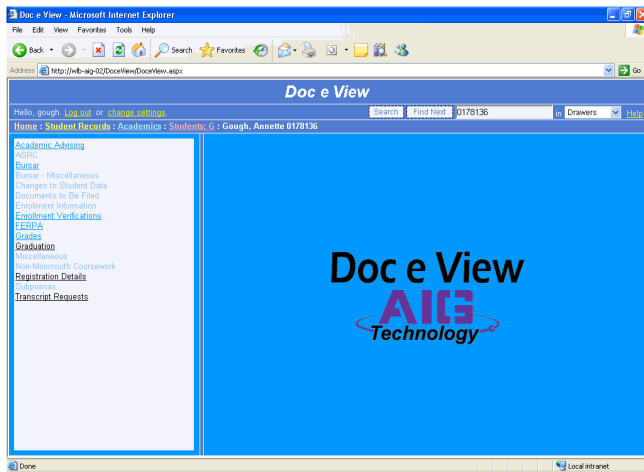 Doc e View - Microsoft Internet Explorer
File Edit View Favorites Tools Help
Back Search Favorites
Address http://wlb-aig-02/DoceView/DoceView.aspx Go
Doc e View
Hello, gough. Log out or change settings. Search Find Next 0178136 in Drawers Help
Home : Student Records : Academics : Students: G : Gough, Annette 0178136
Academic Advising
ASRC
Bursar
Bursar - Miscellaneous
Changes to Student Data
Documents to Be Filed
Enrollment Information
Enrollment Verifications
FERPA
Grades
Graduation
Miscellaneous
Non-Monmouth Coursework
Registration Details
Subpoenas
Transcript Requests
Doc e View
AIG
Technology
Done Local intranet